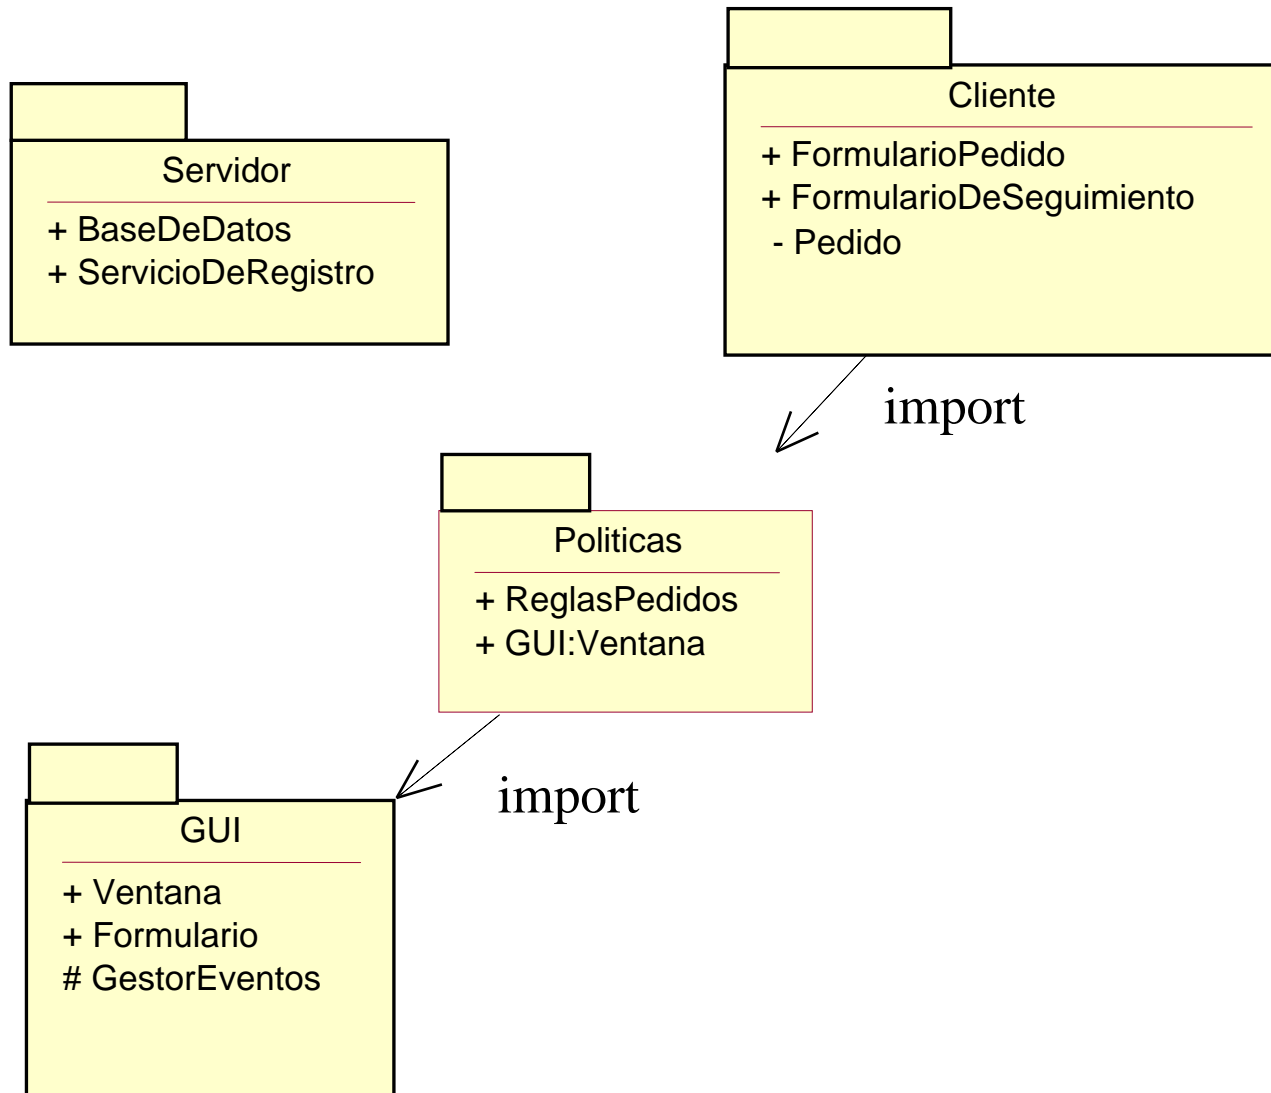 Servidor
+ BaseDeDatos
+ ServicioDeRegistro
Cliente
+ FormularioPedido
+ FormularioDeSeguimiento
- Pedido
import
Politicas
+ ReglasPedidos
+ GUI:Ventana
import
GUI
+ Ventana
+ Formulario
# GestorEventos